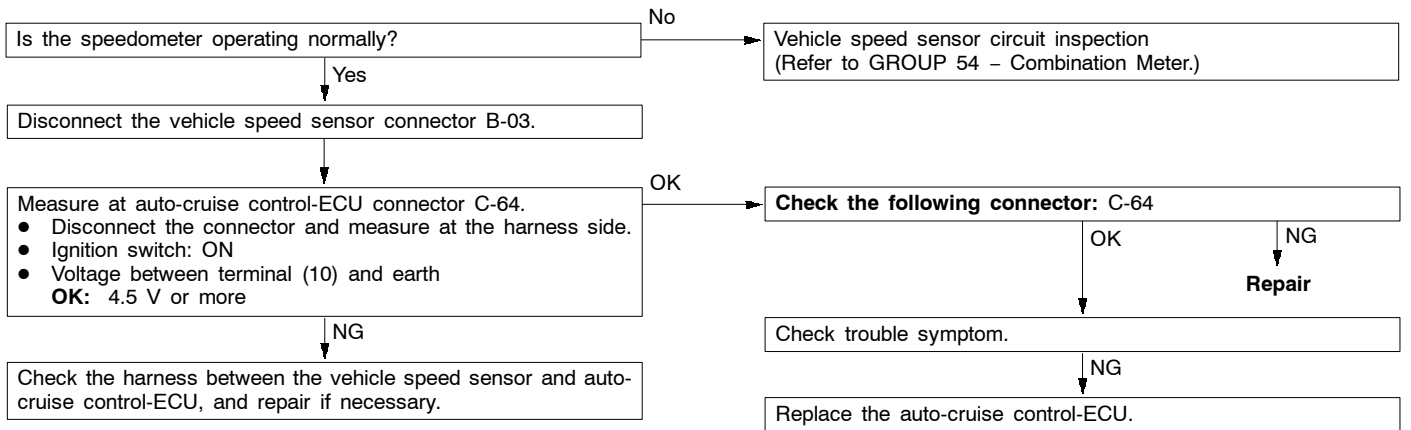 Is the speedometer operating normally?
No
Vehicle speed sensor circuit inspection
(Refer to GROUP 54 – Combination Meter.)
Yes
Disconnect the vehicle speed sensor connector B-03.
Measure at auto-cruise control-ECU connector C-64.
● Disconnect the connector and measure at the harness side.
● Ignition switch: ON
● Voltage between terminal (10) and earth
OK: 4.5 V or more
OK
Check the following connector: C-64
OK
NG
Repair
Check trouble symptom.
NG
Replace the auto-cruise control-ECU.
NG
Check the harness between the vehicle speed sensor and auto-
cruise control-ECU, and repair if necessary.